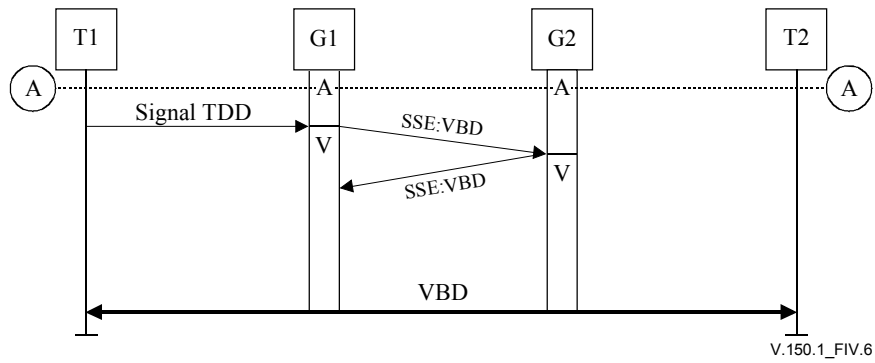 T1
G1
G2
T2
A
A
A
A
Signal TDD
SSE:VBD
V
V
SSE:VBD
VBD
V.150.1_FIV.6